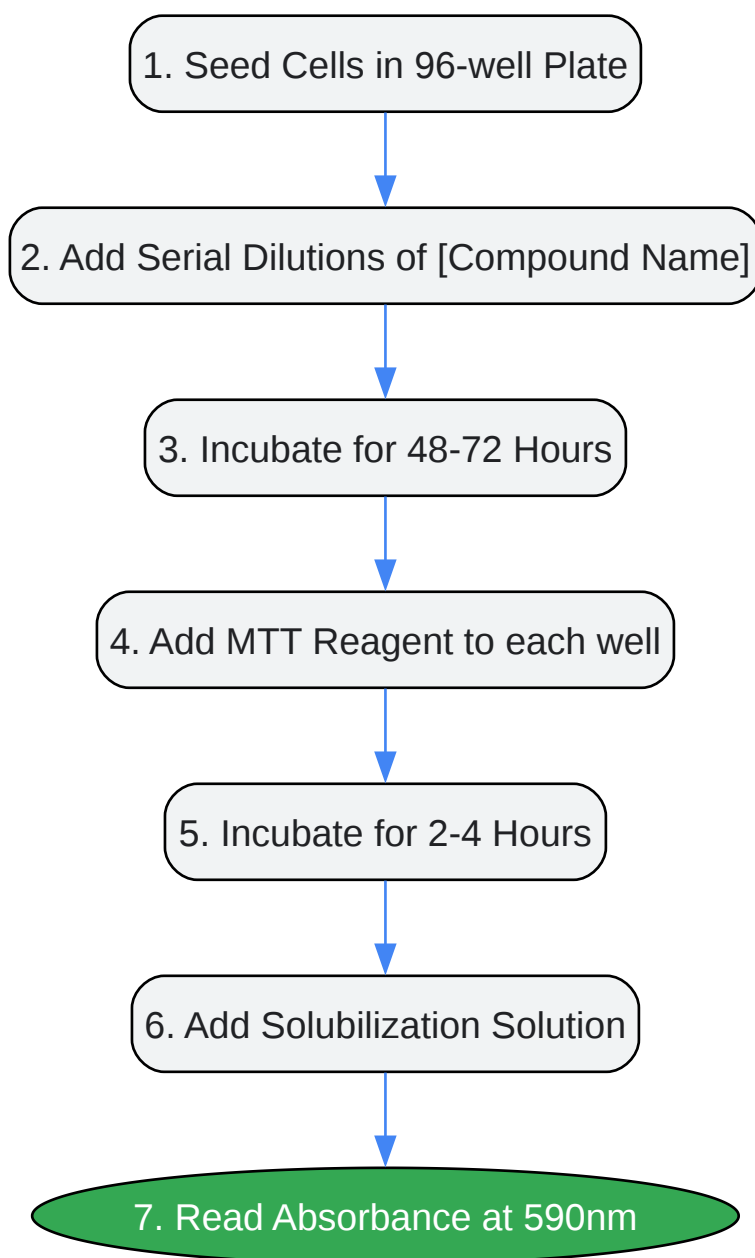 1. Seed Cells in 96-well Plate
2. Add Serial Dilutions of [Compound Name]
3. Incubate for 48-72 Hours
4. Add MTT Reagent to each well
5. Incubate for 2-4 Hours
6. Add Solubilization Solution
7. Read Absorbance at 590nm